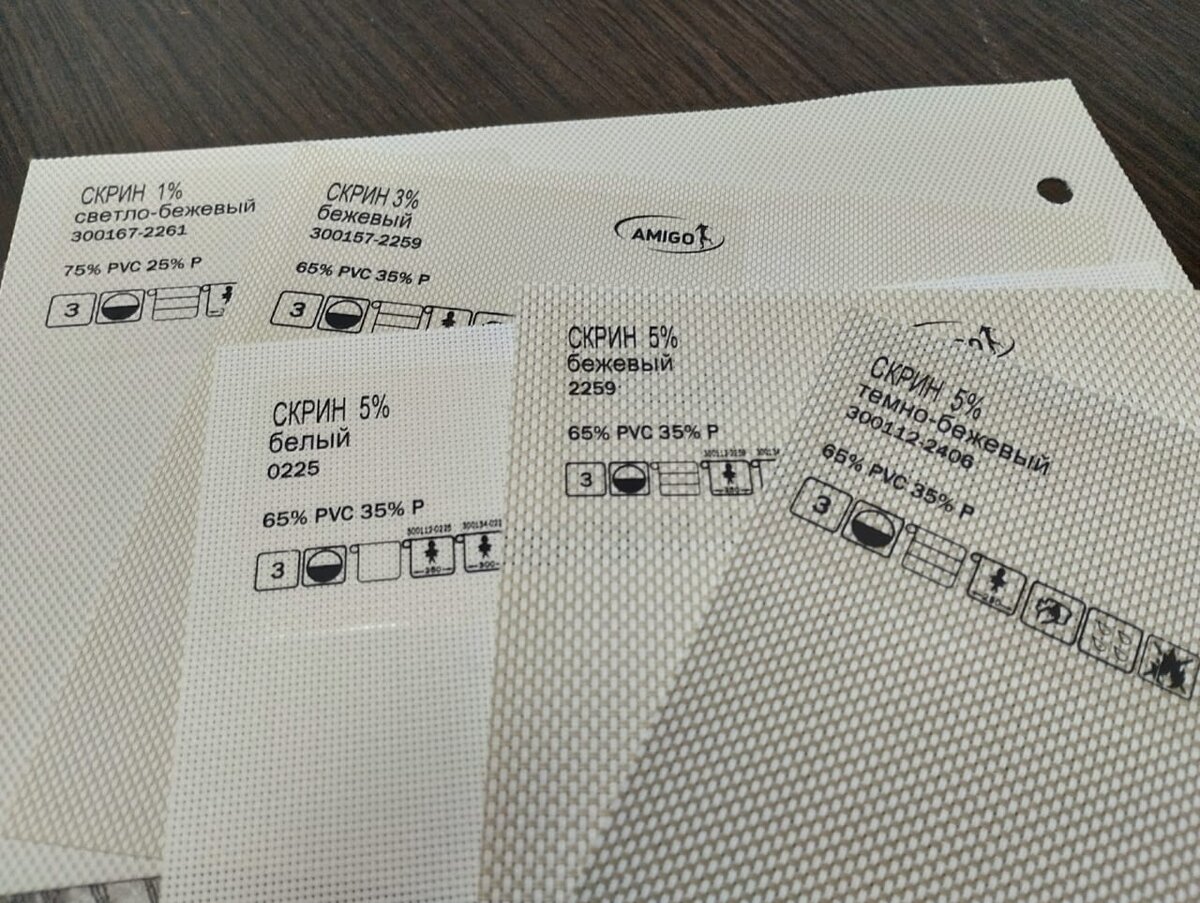 СКРИН 1%
светло-бежевый
300167-2261
75% PVC 25% P
3
СКРИН 3%
бежевый
300157-2259
65% PVC 35% P
3
AMIGO
СКРИН 5%
белый
0225
65% PVC 35% P
300112-0225
3
СКРИН 5%
бежевый
2259
65% PVC 35% P
3
СКРИН 5%
темно-бежевый
300112-2406
65% PVC 35% P
3